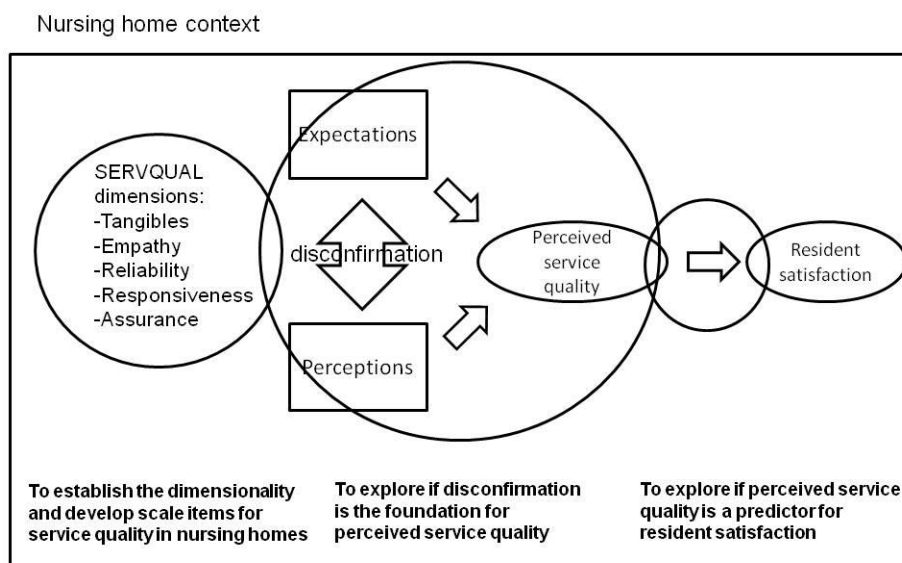 Nursing home context
SERVQUAL
dimensions:
-Tangibles
-Empathy
-Reliability
-Responsiveness
-Assurance
Expectations
disconfirmation
Perceptions
Perceived
service
quality
Resident
satisfaction
To establish the dimensionality
and develop scale items for
service quality in nursing homes
To explore if disconfirmation
is the foundation for
perceived service quality
To explore if perceived service
quality is a predictor for
resident satisfaction